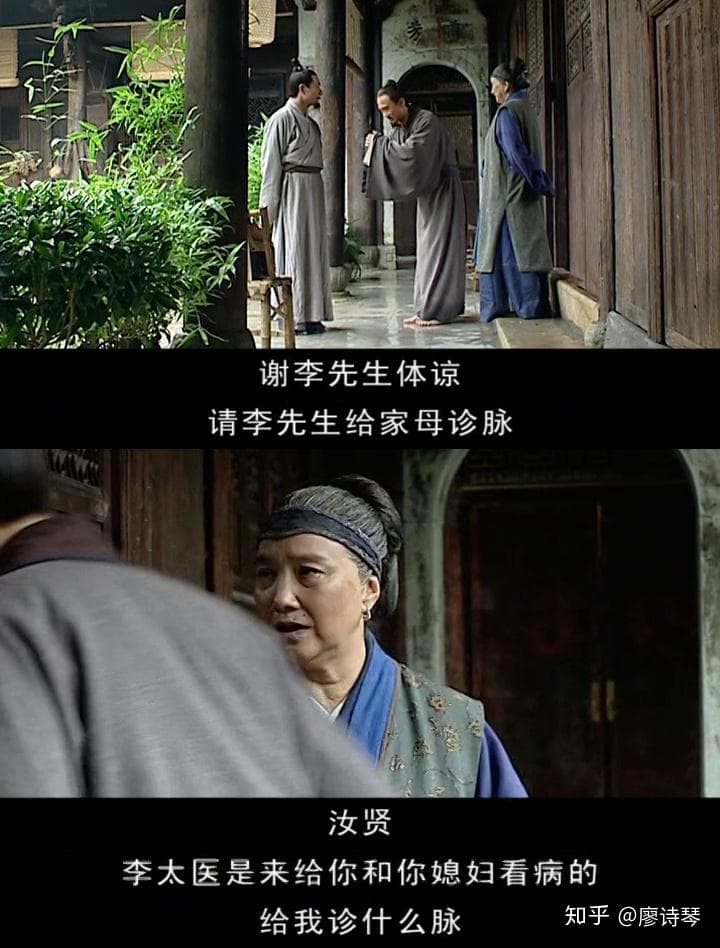 谢李先生体谅
请李先生给家母诊脉
汝贤
李太医是来给你和你媳妇看病的
给我诊什么脉
知乎 @廖诗琴